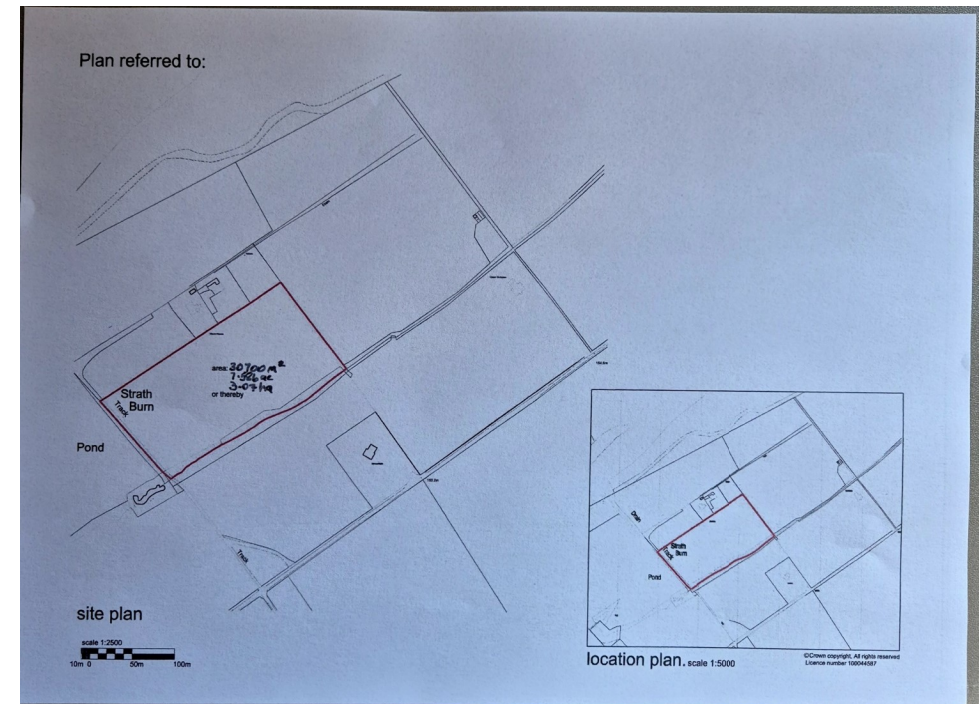 Plan referred to:
area: 30700 m²
7.586 ac
3.07 ha
or thereby
Strath
Burn
Track
Pond
Track
site plan
scale 1:2500
10m 0 50m 100m
Drain
Strath
Burn
Track
Pond
location plan. scale 1:5000
©Crown copyright. All rights reserved
Licence number 100044587